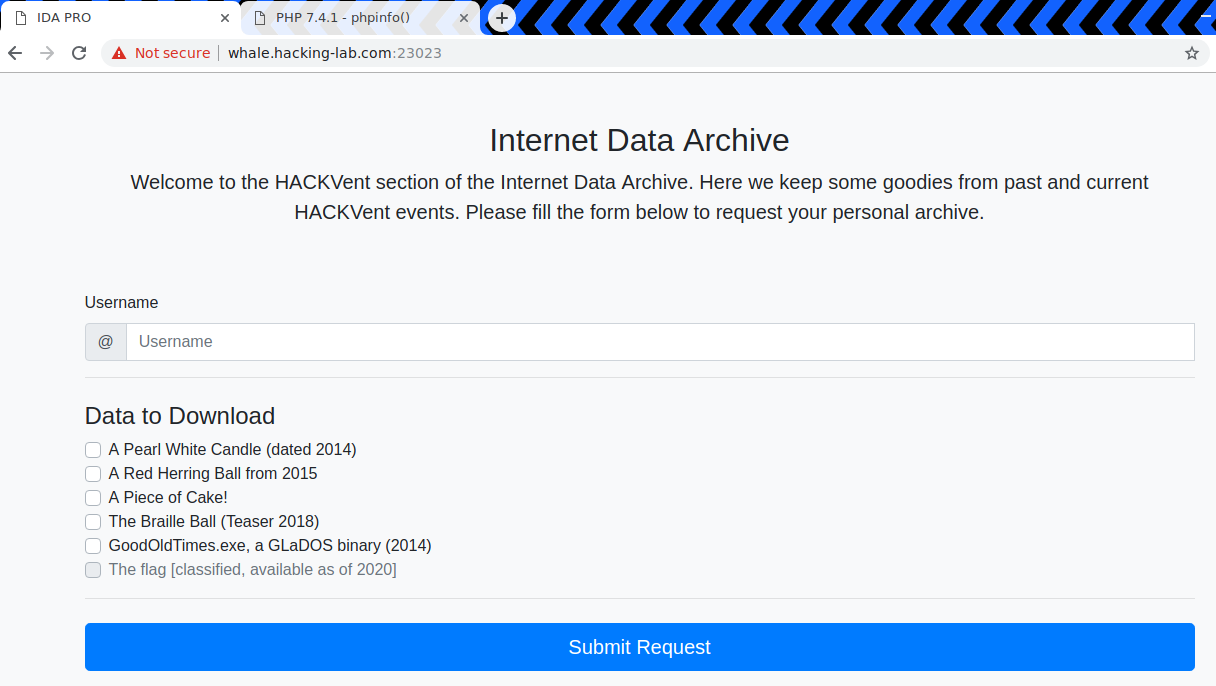 IDA PRO
PHP 7.4.1 - phpinfo()
Not secure
whale.hacking-lab.com:23023
Internet Data Archive
Welcome to the HACKVent section of the Internet Data Archive. Here we keep some goodies from past and current
HACKVent events. Please fill the form below to request your personal archive.
Username
@ Username
Data to Download
A Pearl White Candle (dated 2014)
A Red Herring Ball from 2015
A Piece of Cake!
The Braille Ball (Teaser 2018)
GoodOldTimes.exe, a GLaDOS binary (2014)
The flag [classified, available as of 2020]
Submit Request